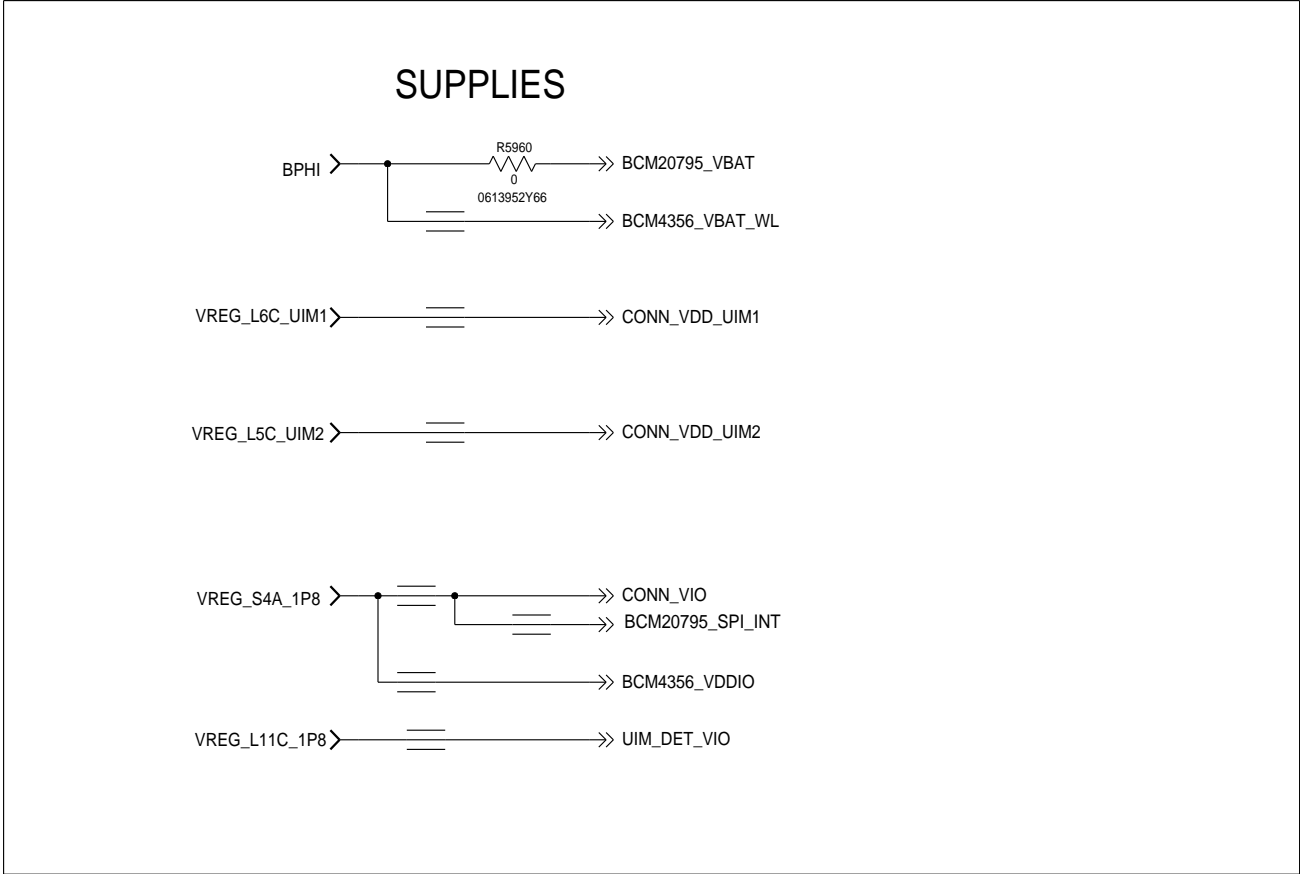 SUPPLIES
R5960
BPHI
BCM20795_VBAT
0
0613952Y66
BCM4356_VBAT_WL
VREG_L6C_UIM1
CONN_VDD_UIM1
VREG_L5C_UIM2
CONN_VDD_UIM2
VREG_S4A_1P8
CONN_VIO
BCM20795_SPI_INT
BCM4356_VDDIO
VREG_L11C_1P8
UIM_DET_VIO